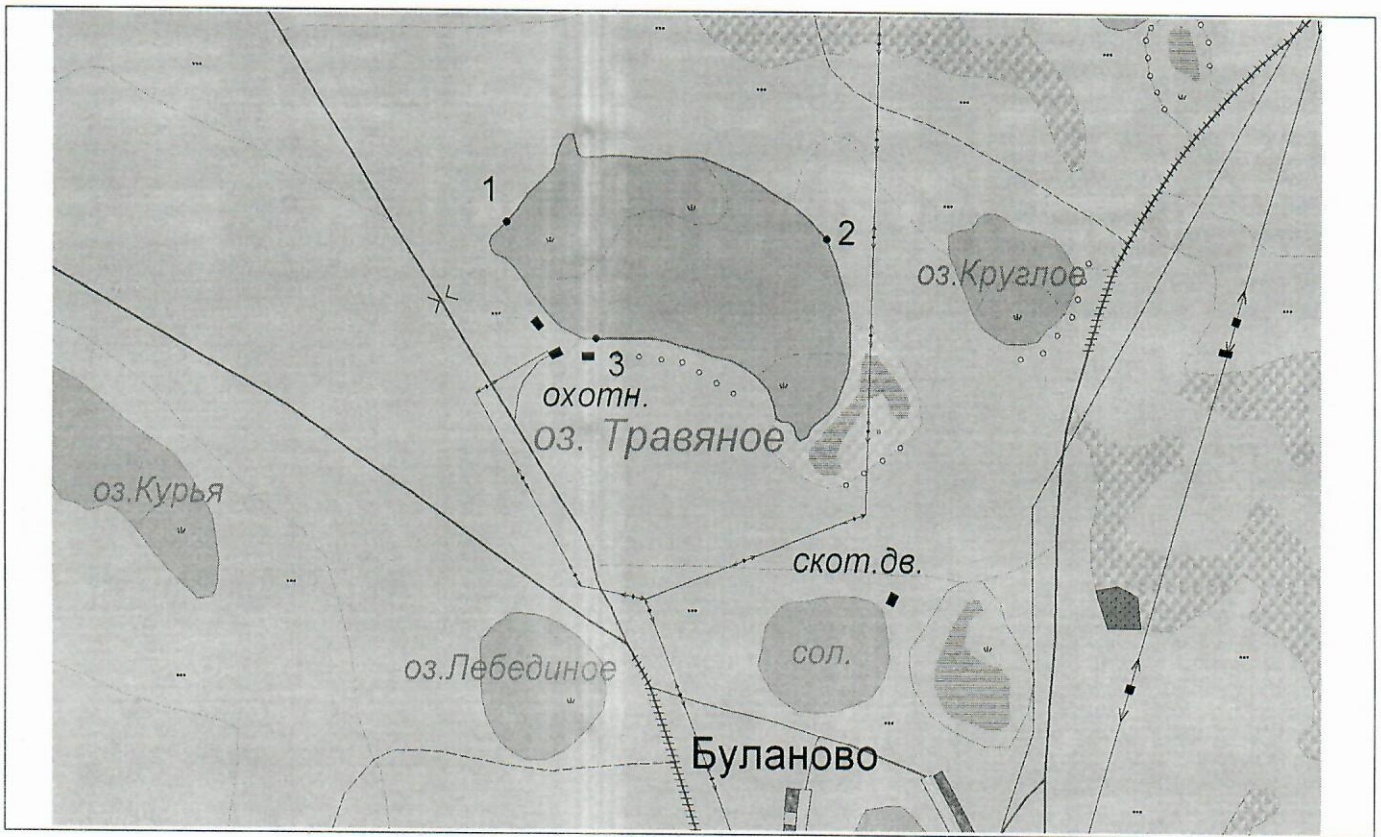 1
2
оз.Круглое
3
охотн.
оз. Травяное
оз.Курья
скот.дв.
оз.Лебединое
сол.
Буланово